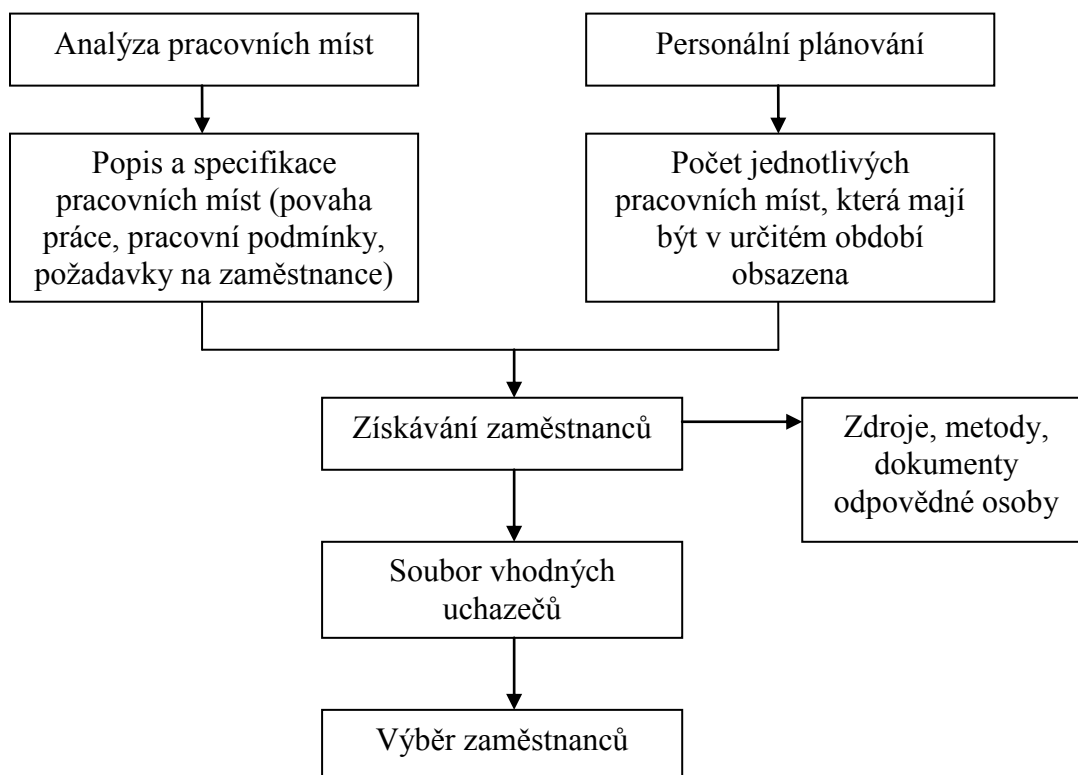 Analýza pracovních míst
Personální plánování
Popis a specifikace
pracovních míst (povaha
práce, pracovní podmínky,
požadavky na zaměstnance)
Počet jednotlivých
pracovních míst, která mají
být v určitém období
obsazena
Získávání zaměstnanců
Zdroje, metody,
dokumenty
odpovědné osoby
Soubor vhodných
uchazečů
Výběr zaměstnanců